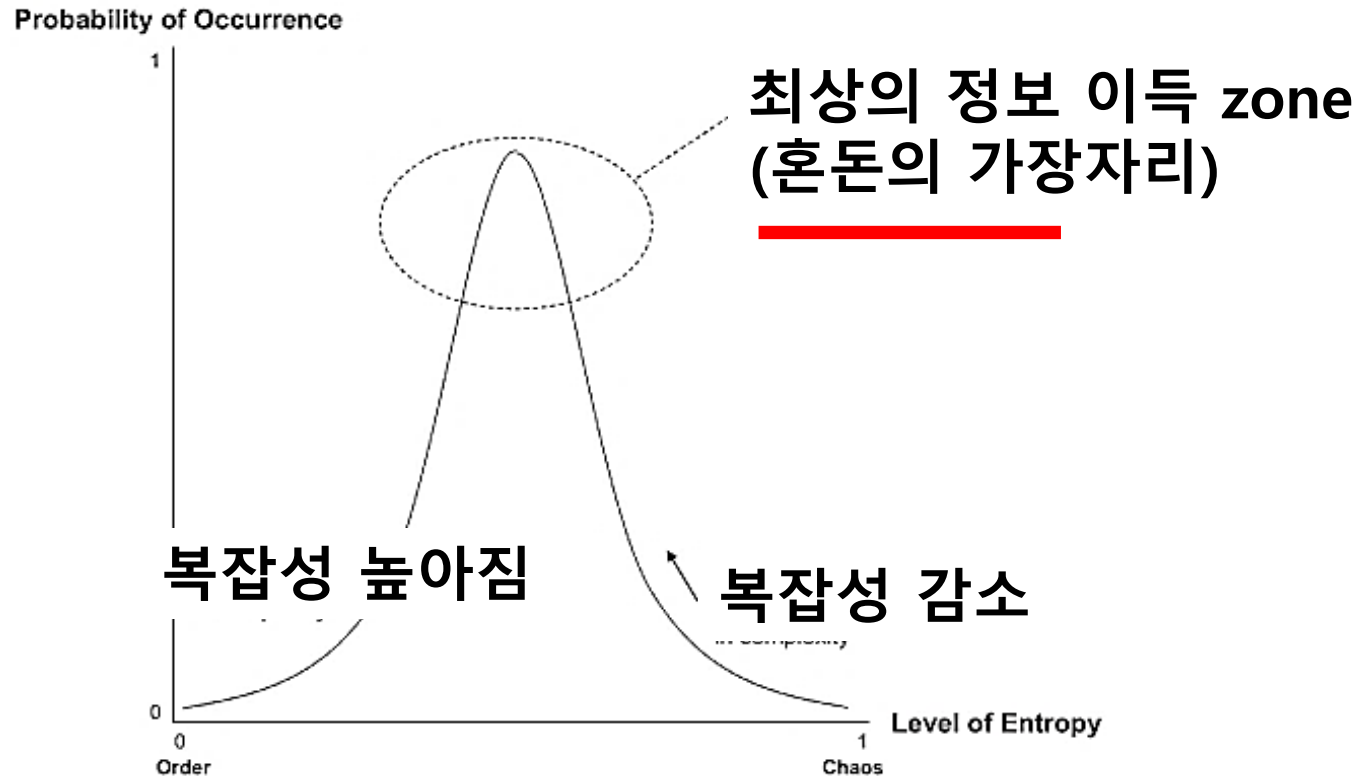 Probability of Occurrence
1
최상의 정보 이득 zone
(혼돈의 가장자리)
복잡성 높아짐
복잡성 감소
in complexity
0
Level of Entropy
0
1
Order
Chaos